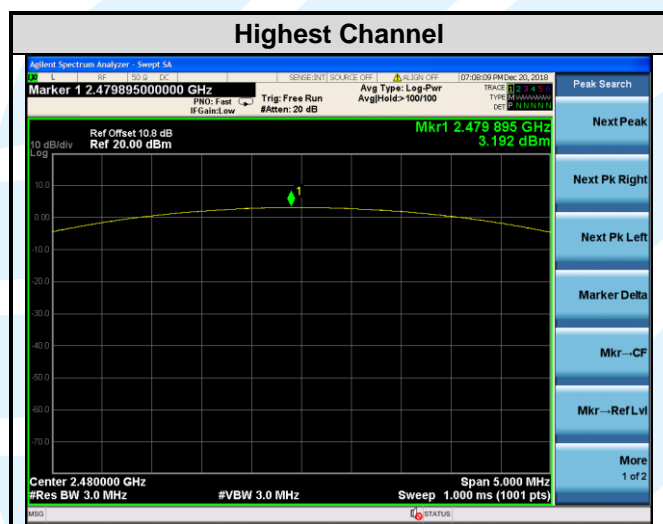 Highest Channel
Agilent Spectrum Analyzer - Swept SA
L RF 50 Ω DC SENSE:INT SOURCE OFF ALIGN OFF 07:08:09 PM Dec 20, 2018
Marker 1 2.479895000000 GHz
PNO: Fast
IFGain:Low
Trig: Free Run
#Atten: 20 dB
Avg Type: Log-Pwr
Avg|Hold:>100/100
TRACE 1 2 3 4 5 6
TYPE M WWWWW
DET P N N N N N
Peak Search
Ref Offset 10.8 dB
10 dB/div Ref 20.00 dBm
Log
Mkr1 2.479 895 GHz
3.192 dBm
1
10.0
0.00
-10.0
-20.0
-30.0
-40.0
-50.0
-60.0
-70.0
Center 2.480000 GHz
#Res BW 3.0 MHz
#VBW 3.0 MHz
Span 5.000 MHz
Sweep 1.000 ms (1001 pts)
Next Peak
Next Pk Right
Next Pk Left
Marker Delta
Mkr→CF
Mkr→Ref Lvl
More
1 of 2
MSG
STATUS